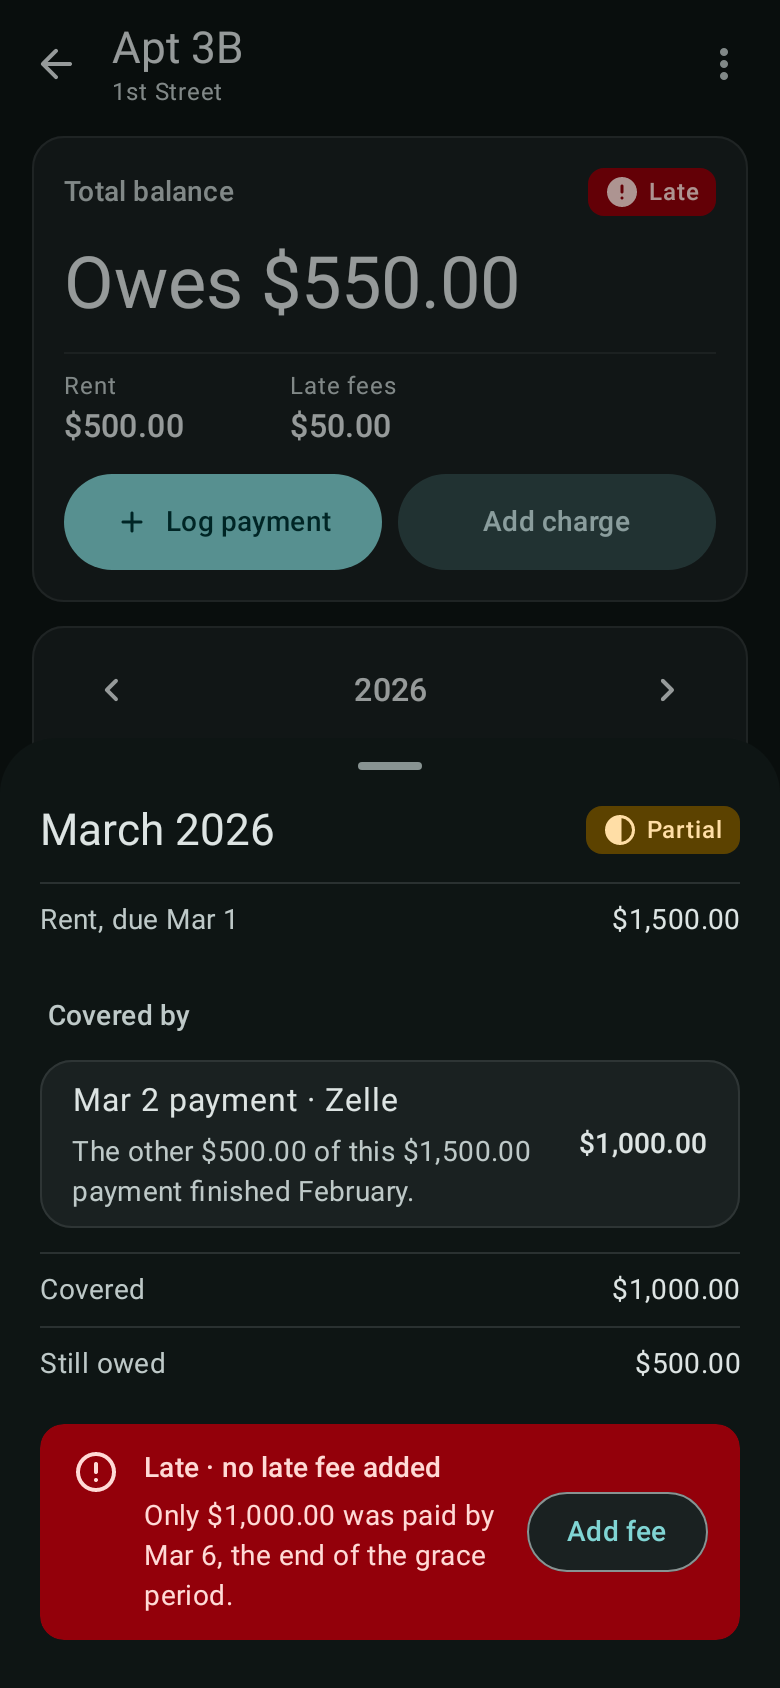 Apt 3B
1st Street
Total balance
Late
Owes $550.00
Rent
Late fees
$500.00
$50.00
Log payment
Add charge
2026
March 2026
Partial
Rent, due Mar 1
$1,500.00
Covered by
Mar 2 payment · Zelle
The other $500.00 of this $1,500.00
payment finished February.
$1,000.00
Covered
$1,000.00
Still owed
$500.00
Late · no late fee added
Only $1,000.00 was paid by
Mar 6, the end of the grace
period.
Add fee